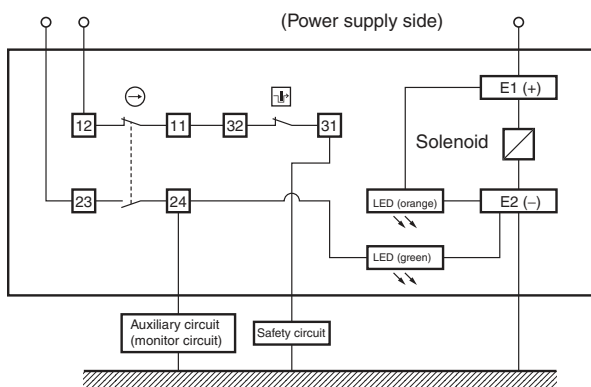 (Power supply side)
E1 (+)
12
11
32
31
Solenoid
23
24
LED (orange)
E2 (−)
LED (green)
Auxiliary circuit
(monitor circuit)
Safety circuit